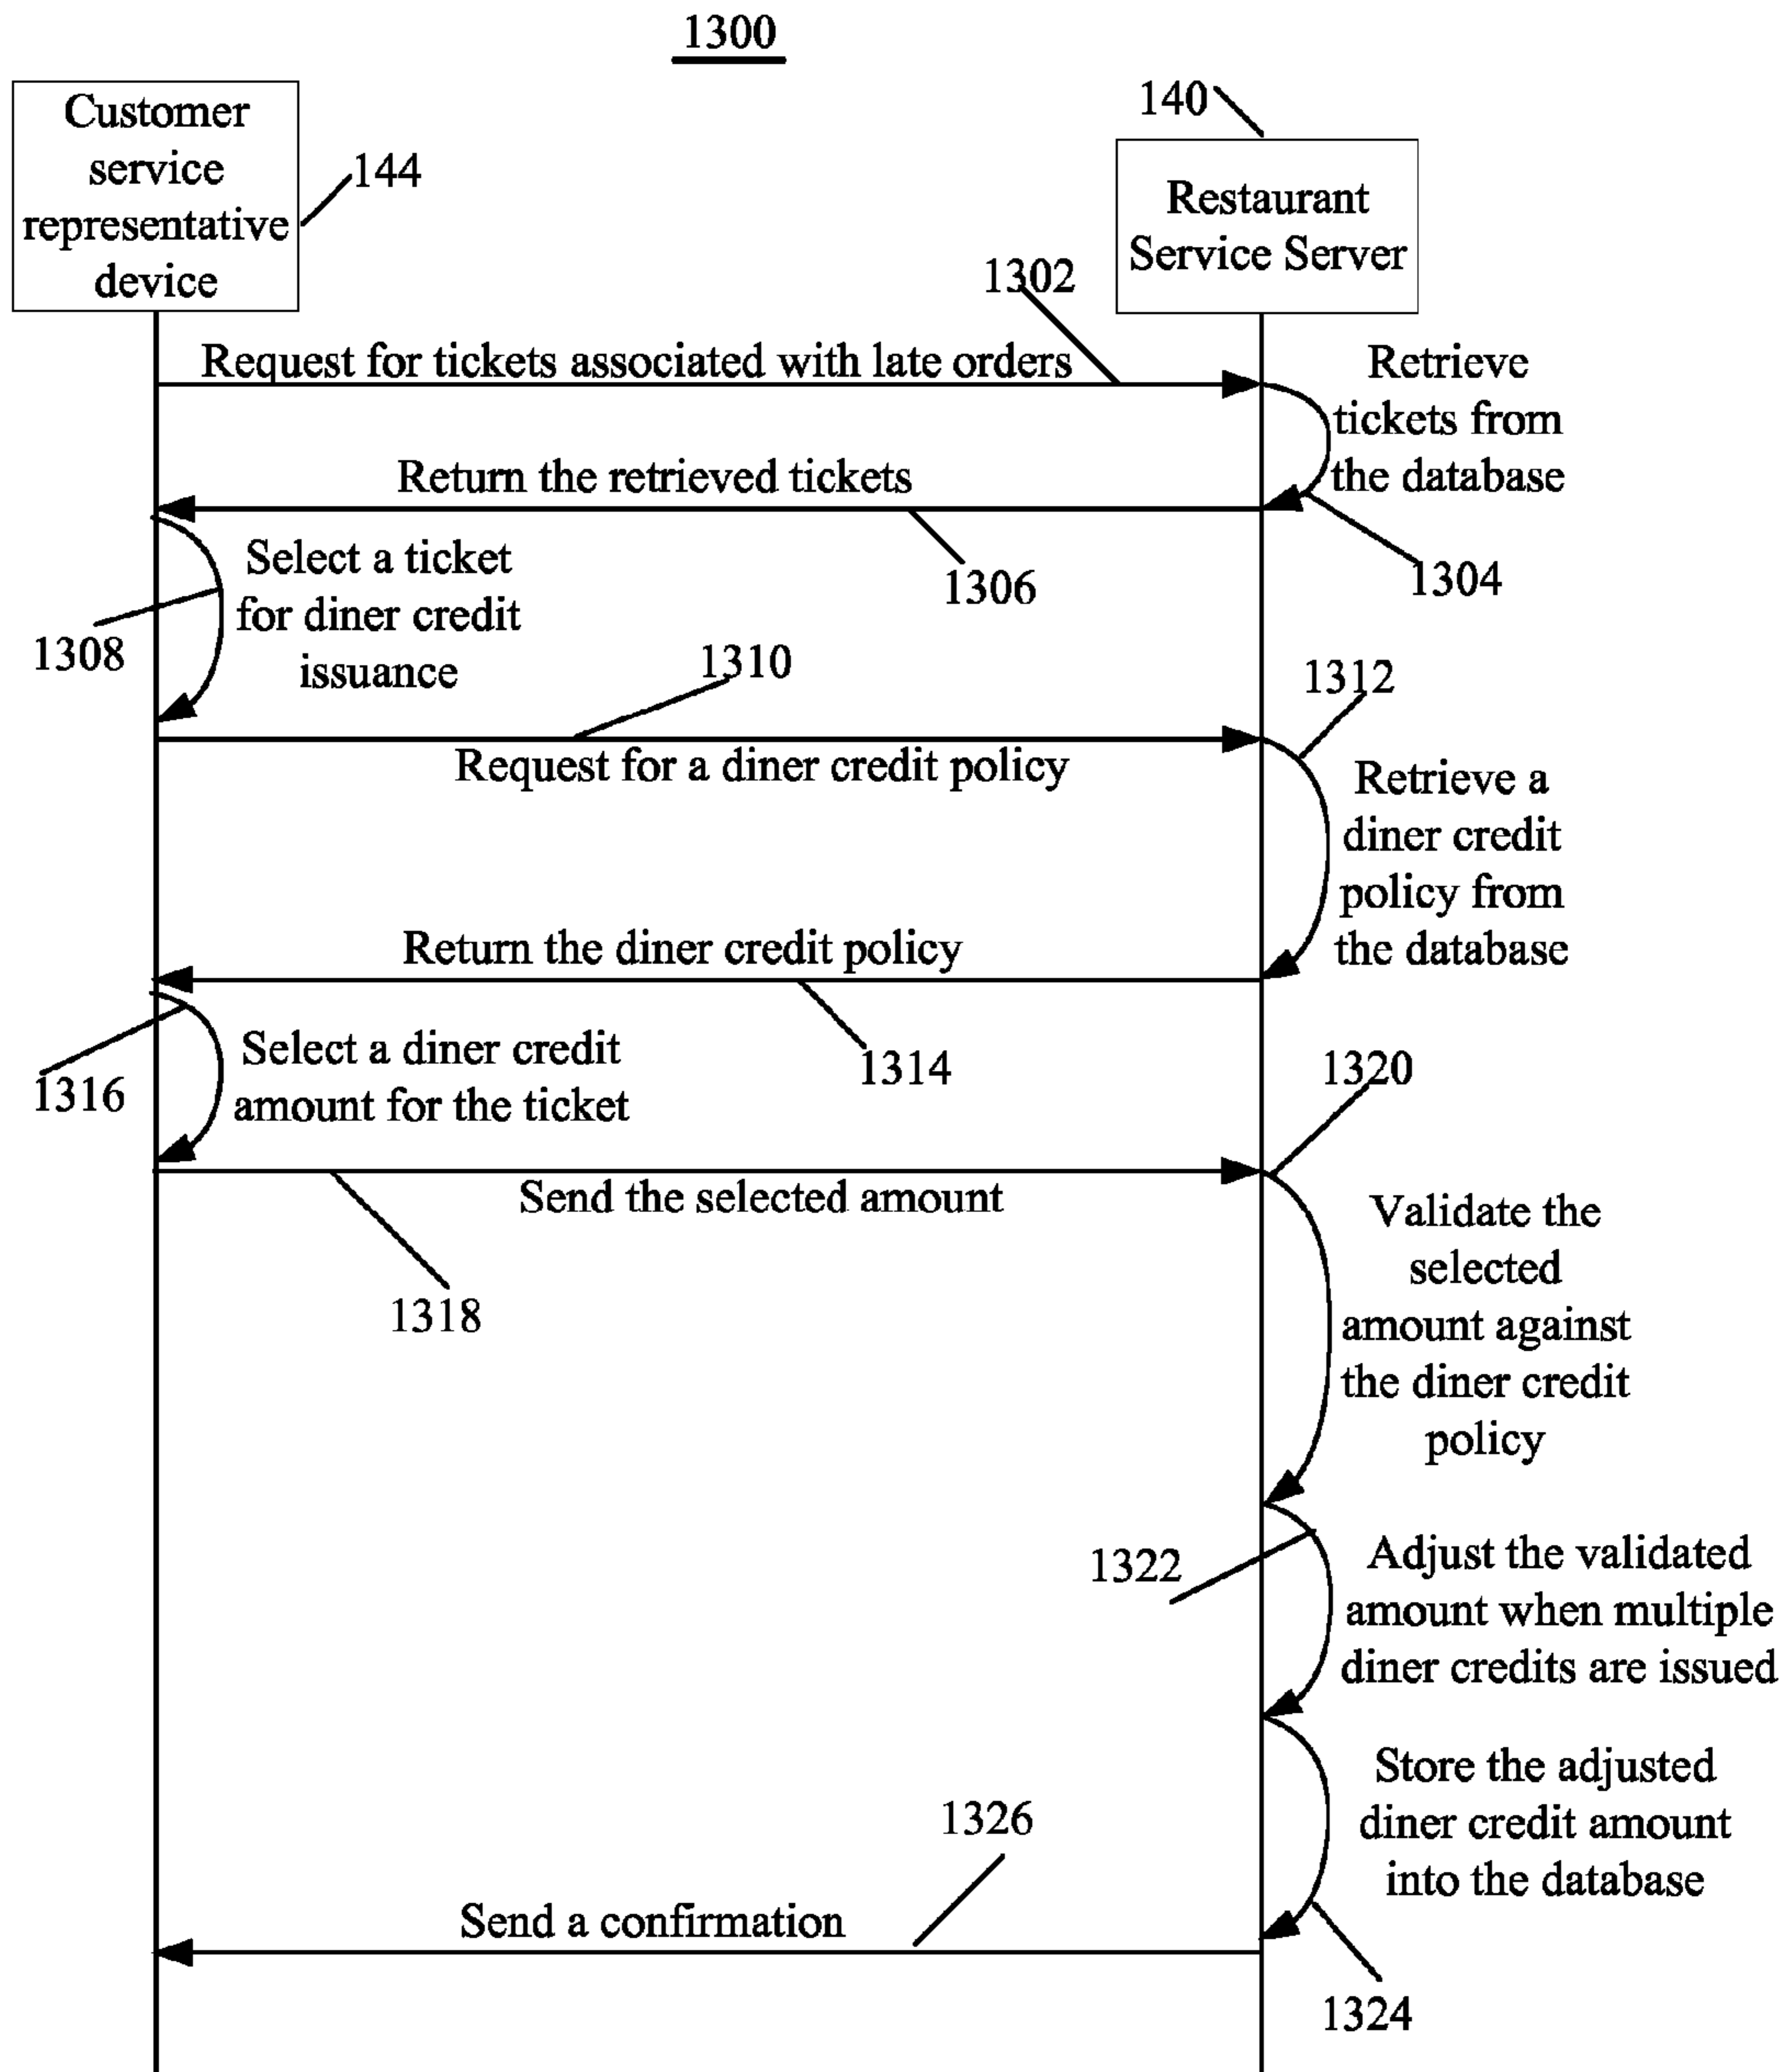 1300
Customer
service
representative
device
144
140
Restaurant
Service Server
1302
Request for tickets associated with late orders
Retrieve
tickets from
the database
1304
Return the retrieved tickets
1306
Select a ticket
for diner credit
issuance
1308
1310
Request for a diner credit policy
1312
Retrieve a
diner credit
policy from
the database
Return the diner credit policy
1314
Select a diner credit
amount for the ticket
1316
1320
Send the selected amount
1318
Validate the
selected
amount against
the diner credit
policy
1322
Adjust the validated
amount when multiple
diner credits are issued
Store the adjusted
diner credit amount
into the database
1324
1326
Send a confirmation